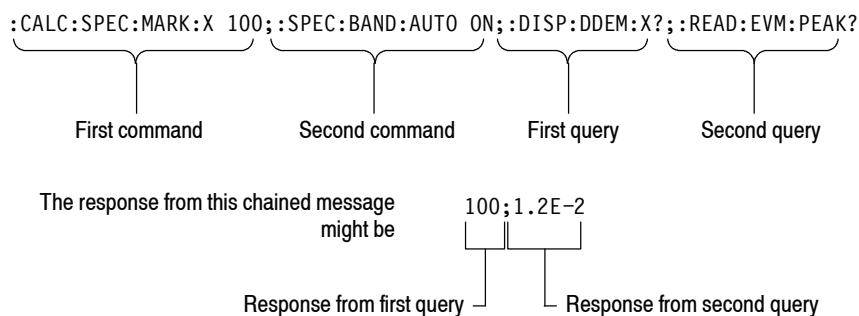 :CALC:SPEC:MARK:X 100;:SPEC:BAND:AUTO ON;:DISP:DDEM:X?;:READ:EVM:PEAK?
First command Second command First query Second query
The response from this chained message
might be
100;1.2E-2
Response from first query Response from second query